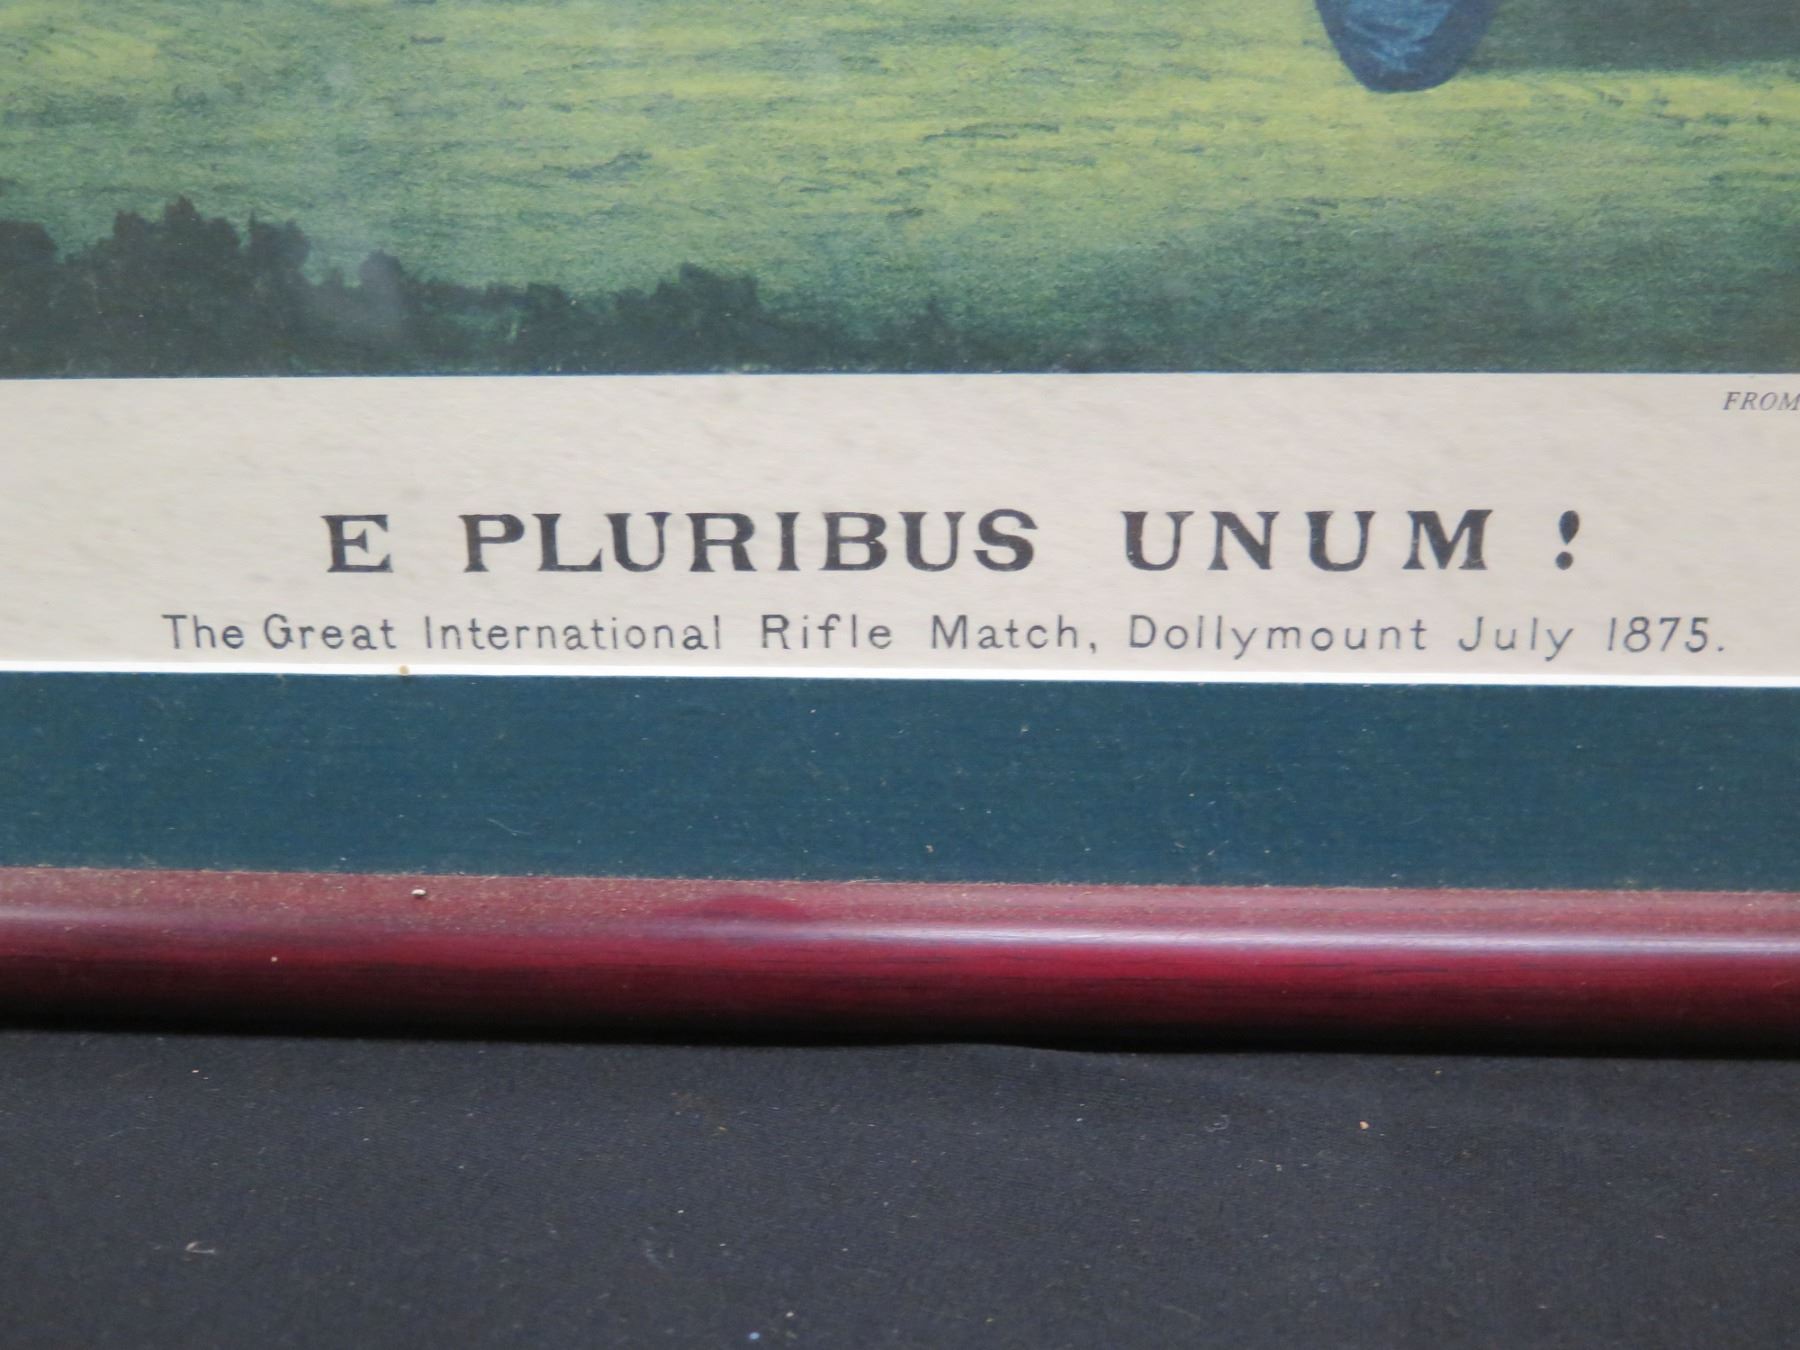 FROM
E PLURIBUS UNUM !
The Great International Rifle Match, Dollymount July 1875.